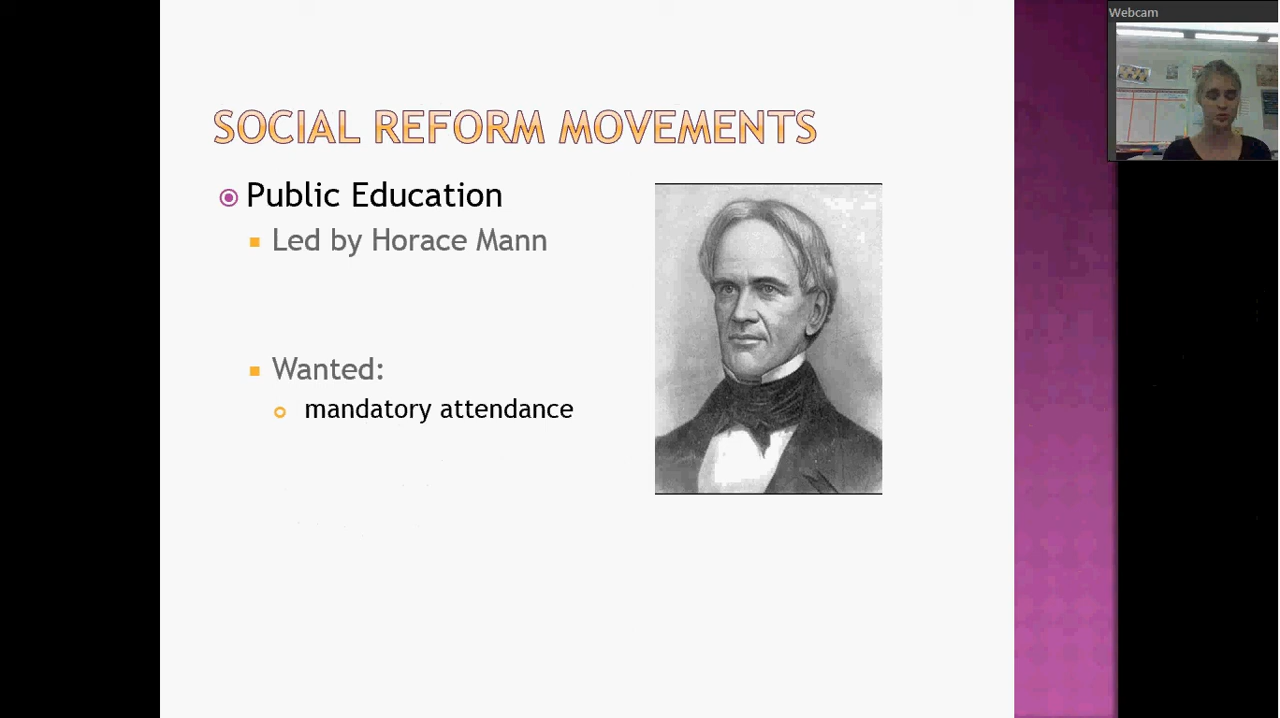 Webcam
SOCIAL REFORM MOVEMENTS
Public Education
Led by Horace Mann
Wanted:
mandatory attendance